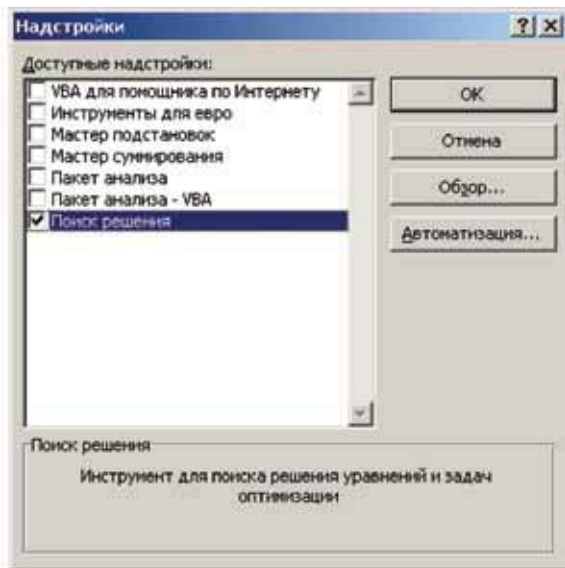 Надстройки
Доступные надстройки:
VBA для помощника по Интернету
Инструменты для евро
Мастер подстановок
Мастер суммирования
Пакет анализа
Пакет анализа - VBA
Поиск решения
ОК
Отмена
Обзор...
Автоматизация...
Поиск решения
Инструмент для поиска решения уравнений и задач
оптимизации